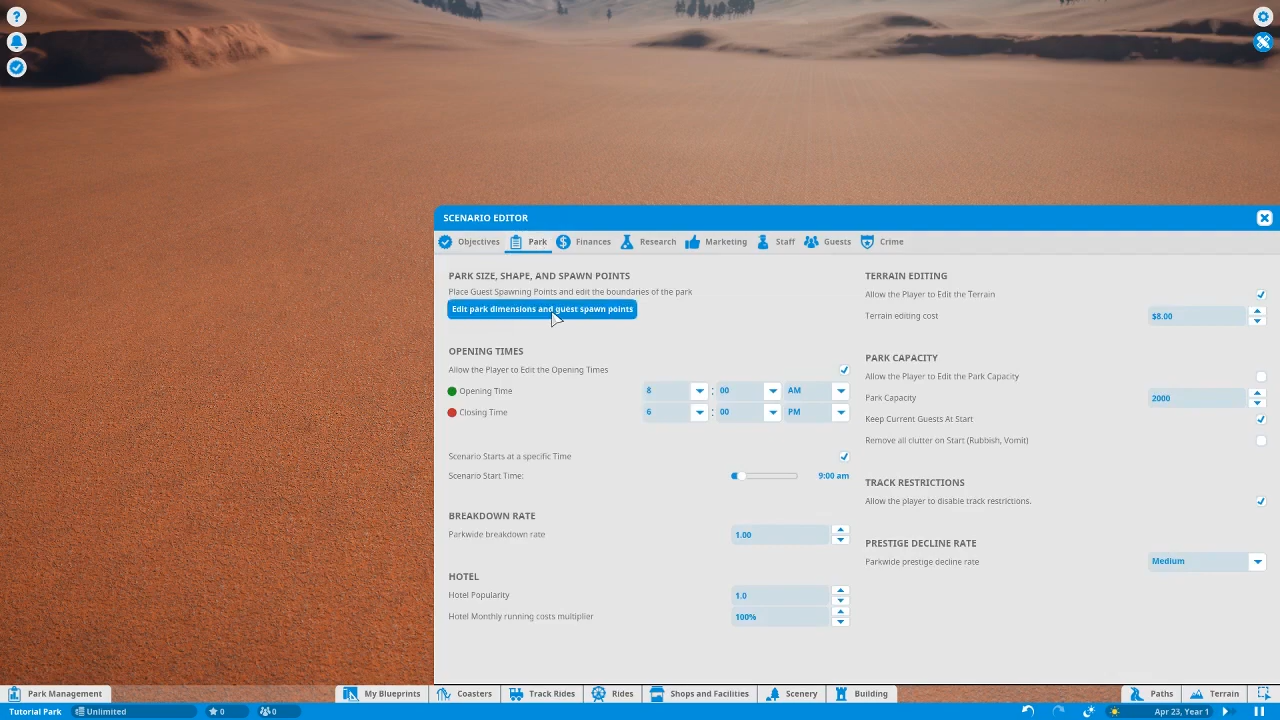 SCENARIO EDITOR
Objectives Park Finances Research Marketing Staff Guests Crime
PARK SIZE, SHAPE, AND SPAWN POINTS
Place Guest Spawning Points and edit the boundaries of the park
Edit park dimensions and guest spawn points
OPENING TIMES
Allow the Player to Edit the Opening Times
Opening Time 8 : 00 AM
Closing Time 6 : 00 PM
Scenario Starts at a specific Time
Scenario Start Time: 9:00 am
BREAKDOWN RATE
Parkwide breakdown rate 1.00
HOTEL
Hotel Popularity 1.0
Hotel Monthly running costs multiplier 100%
TERRAIN EDITING
Allow the Player to Edit the Terrain
Terrain editing cost $8.00
PARK CAPACITY
Allow the Player to Edit the Park Capacity
Park Capacity 2000
Keep Current Guests At Start
Remove all clutter on Start (Rubbish, Vomit)
TRACK RESTRICTIONS
Allow the player to disable track restrictions.
PRESTIGE DECLINE RATE
Parkwide prestige decline rate Medium
Park Management My Blueprints Coasters Track Rides Rides Shops and Facilities Scenery Building Paths Terrain
Tutorial Park Unlimited 0 0 Apr 23, Year 1